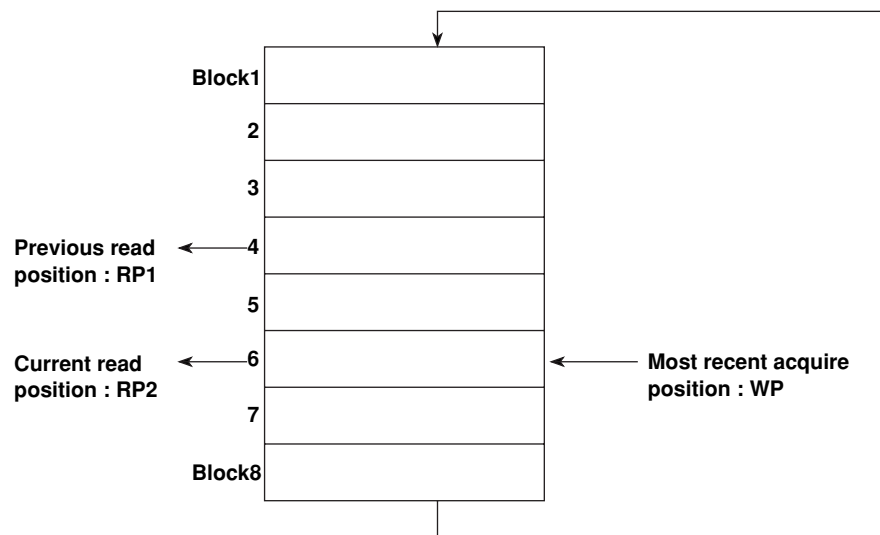 Block1
2
3
Previous read
position : RP1
4
5
Current read
position : RP2
6
Most recent acquire
position : WP
7
Block8